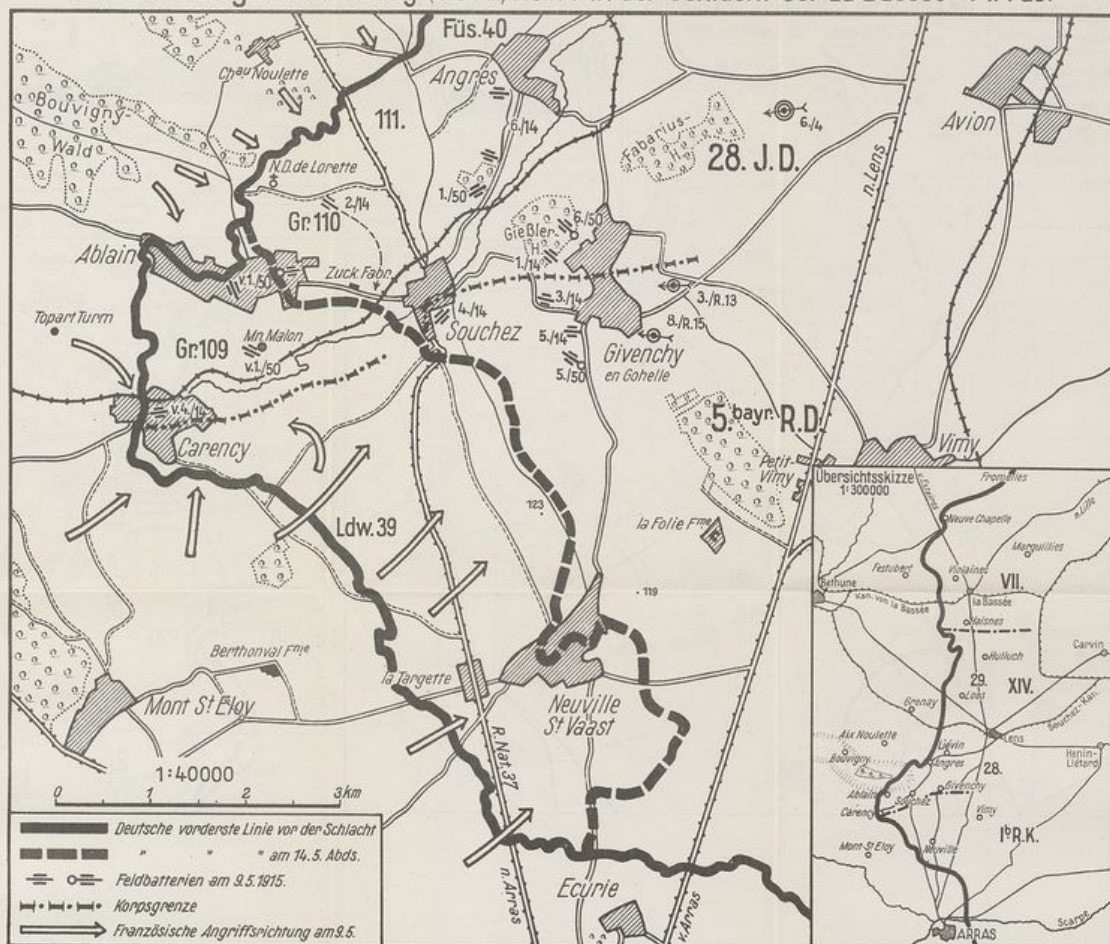 Füs.40
Chau Noulette
Angres
Bouvigny-
Wald
111.
6./14
Fabarius-
H.
6./4
28. J.D.
Avion
n. Lens
N.D. de Lorette
1./50
2./14
Gr.110
Gießler-
H.
6./50
1./14
Ablain
v.1./50
Zuck. Fabr.
3./14
3./R.13
4./14
Souchez
8./R.15
5./14
5./50
Givenchy
en Gohelle
Topart Turm
Gr.109
Mn. Malon
v.1./50
v.4./14
Carency
5. bayr. R.D.
Vimy
Petit-
Vimy
123
la Folie Fme
Ldw.39
119
Berthonval Fme
la Targette
Mont St Eloy
Neuville
St Vaast
R. Nat. 37
1:40000
0 1 2 3km
Deutsche vorderste Linie vor der Schlacht
" " " am 14.5. Abds.
Feldbatterien am 9.5.1915.
Korpsgrenze
Französische Angriffsrichtung am 9.5.
n. Arras
Ecurie
v. Arras
Übersichtsskizze
1:300000
Fromelles
Neuve Chapelle
n. Lille
Marquillies
Festubert
Violaines
Bethune
VII.
Kan. von la Bassée
la Bassée
Haisnes
Hulluch
Carvin
29.
XIV.
Loos
Grenay
Souchez-Kan.
Aix Noulette
Lens
Liévin
Henin-
Liétard
Bouvigny
Angres
28.
Ablain
Souchez
Givenchy
Carency
Vimy
I b. R.K.
Mont-St Eloy
Neuville
Scarpe
ARRAS